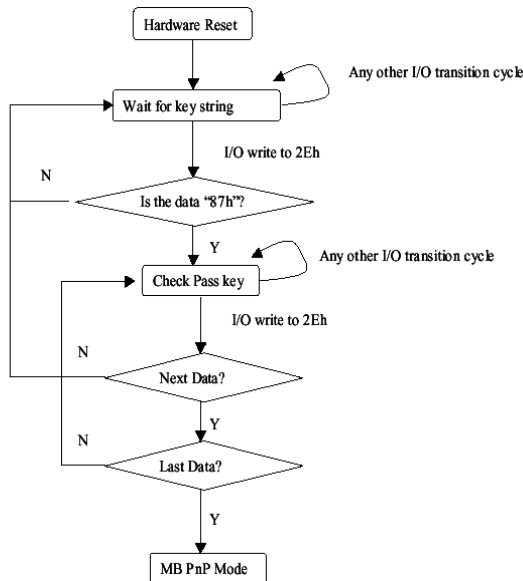 Hardware Reset
Any other I/O transition cycle
Wait for key string
I/O write to 2Eh
N
Is the data “87h”?
Y
Any other I/O transition cycle
Check Pass key
I/O write to 2Eh
N
Next Data?
Y
N
Last Data?
Y
MB PnP Mode